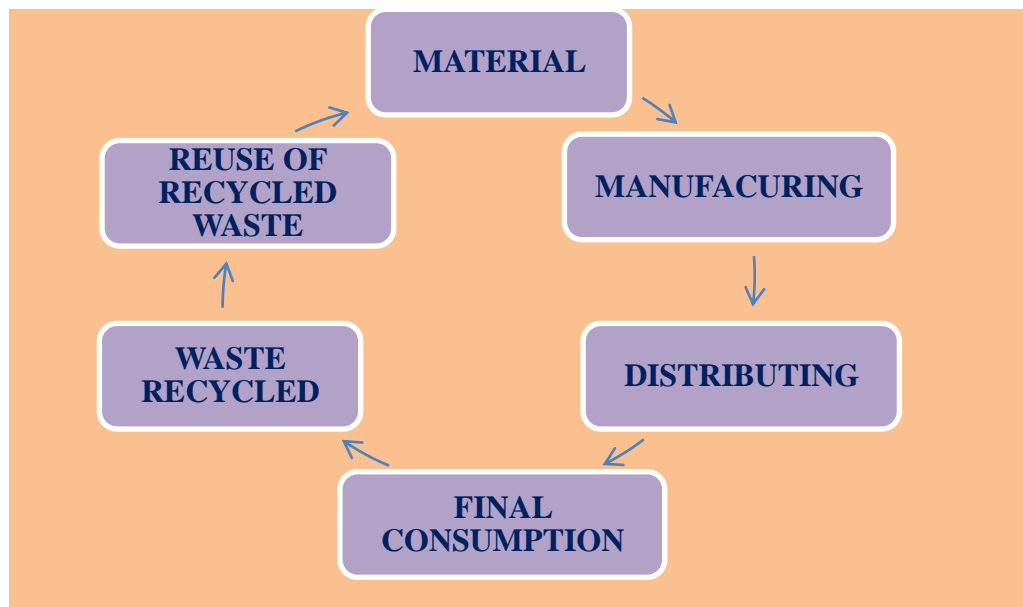 MATERIAL
MANUFACURING
DISTRIBUTING
FINAL
CONSUMPTION
WASTE
RECYCLED
REUSE OF
RECYCLED
WASTE